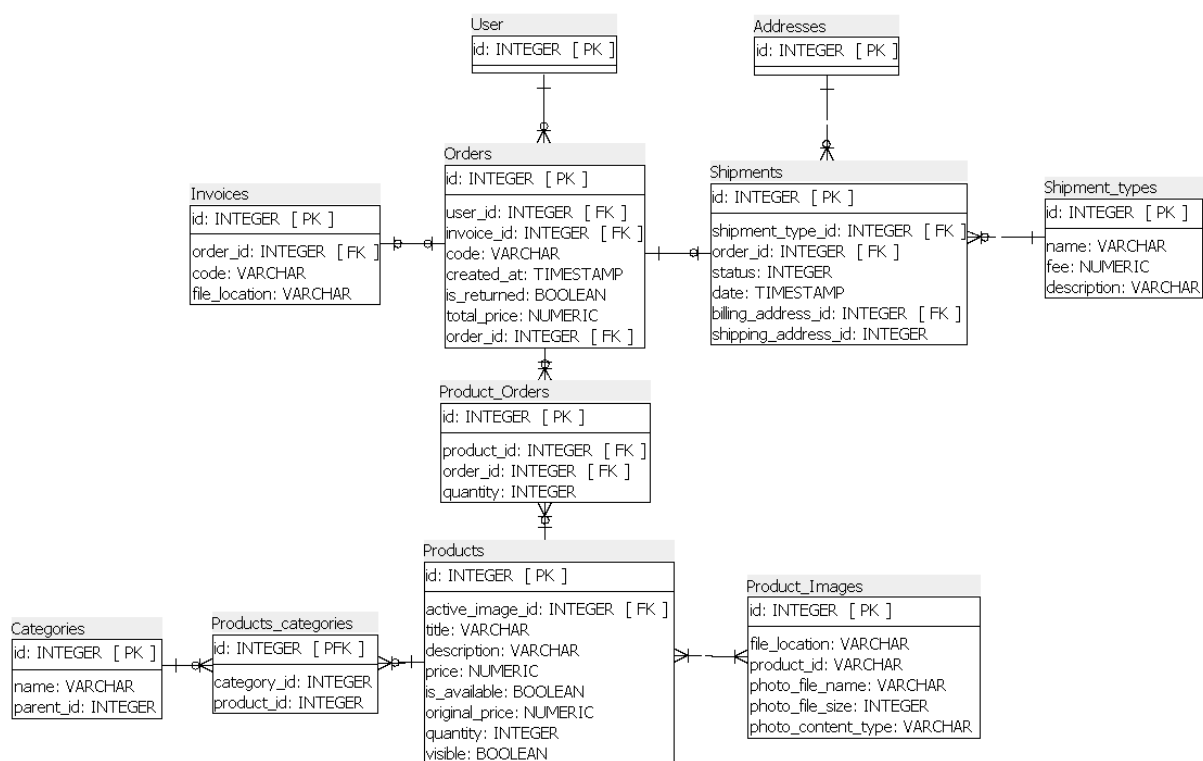 User
id: INTEGER [ PK ]
Addresses
id: INTEGER [ PK ]
Orders
id: INTEGER [ PK ]
user_id: INTEGER [ FK ]
invoice_id: INTEGER [ FK ]
code: VARCHAR
created_at: TIMESTAMP
is_returned: BOOLEAN
total_price: NUMERIC
order_id: INTEGER [ FK ]
Shipments
id: INTEGER [ PK ]
shipment_type_id: INTEGER [ FK ]
order_id: INTEGER [ FK ]
status: INTEGER
date: TIMESTAMP
billing_address_id: INTEGER [ FK ]
shipping_address_id: INTEGER
Invoices
id: INTEGER [ PK ]
order_id: INTEGER [ FK ]
code: VARCHAR
file_location: VARCHAR
Shipment_types
id: INTEGER [ PK ]
name: VARCHAR
fee: NUMERIC
description: VARCHAR
Product_Orders
id: INTEGER [ PK ]
product_id: INTEGER [ FK ]
order_id: INTEGER [ FK ]
quantity: INTEGER
Products
id: INTEGER [ PK ]
active_image_id: INTEGER [ FK ]
title: VARCHAR
description: VARCHAR
price: NUMERIC
is_available: BOOLEAN
original_price: NUMERIC
quantity: INTEGER
visible: BOOLEAN
Product_Images
id: INTEGER [ PK ]
file_location: VARCHAR
product_id: VARCHAR
photo_file_name: VARCHAR
photo_file_size: INTEGER
photo_content_type: VARCHAR
Categories
id: INTEGER [ PK ]
name: VARCHAR
parent_id: INTEGER
Products_categories
id: INTEGER [ PFK ]
category_id: INTEGER
product_id: INTEGER